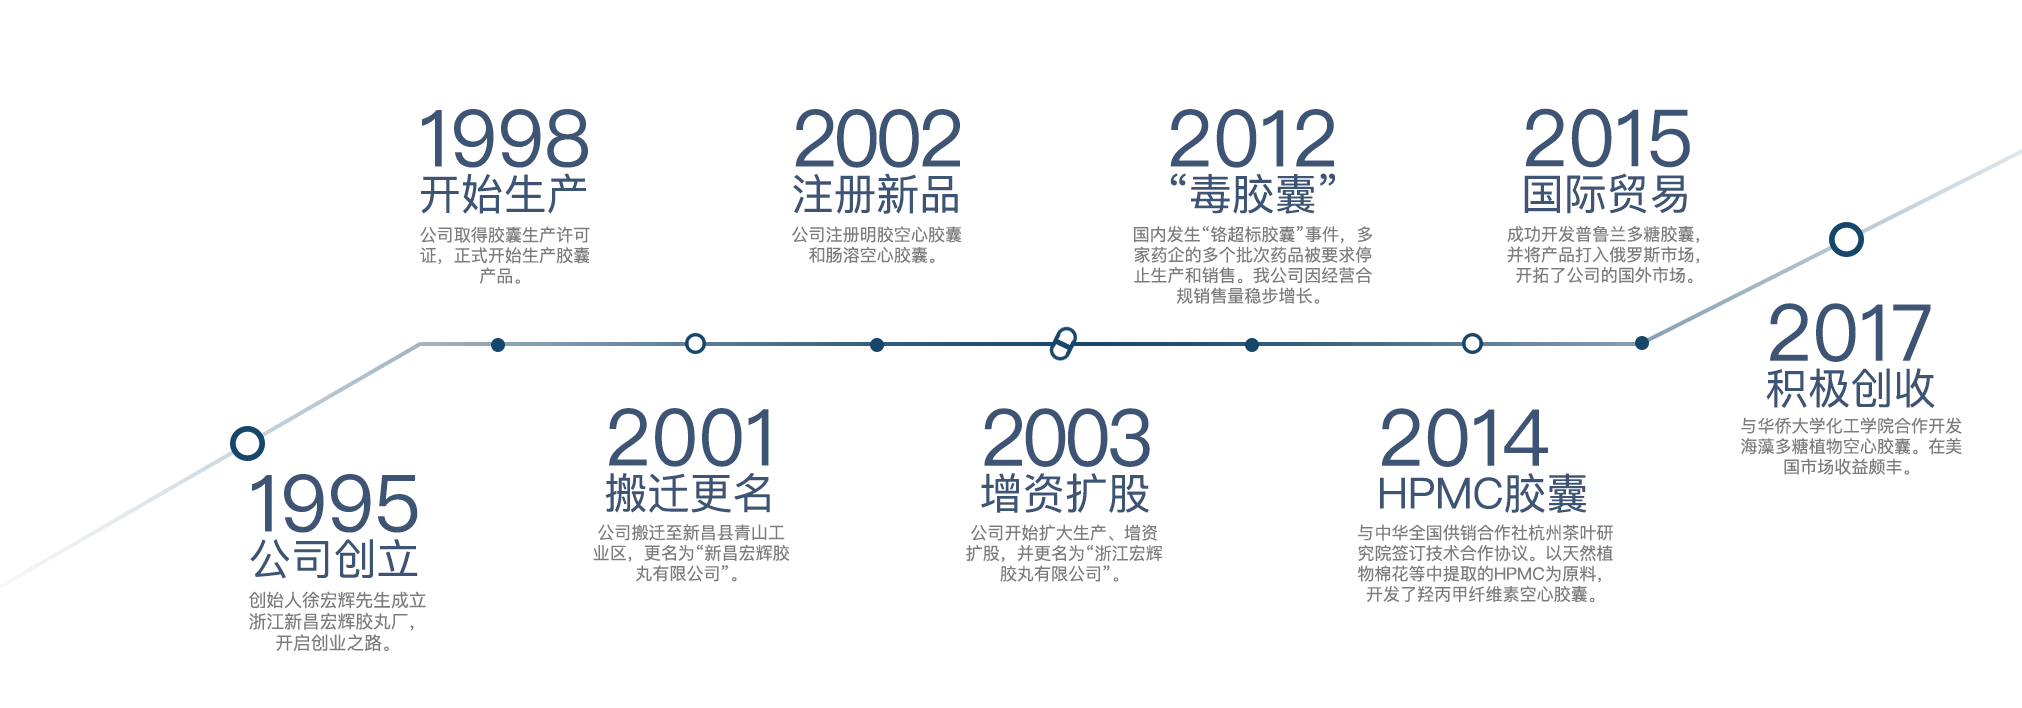 1995
公司创立
创始人徐宏辉先生成立
浙江新昌宏辉胶丸厂，
开启创业之路。
1998
开始生产
公司取得胶囊生产许可
证，正式开始生产胶囊
产品。
2001
搬迁更名
公司搬迁至新昌县青山工
业区，更名为“新昌宏辉胶
丸有限公司”。
2002
注册新品
公司注册明胶空心胶囊
和肠溶空心胶囊。
2003
增资扩股
公司开始扩大生产、增资
扩股，并更名为“浙江宏辉
胶丸有限公司”。
2012
“毒胶囊”
国内发生“铬超标胶囊”事件，多
家药企的多个批次药品被要求停
止生产和销售。我公司因经营合
规销售量稳步增长。
2014
HPMC胶囊
与中华全国供销合作社杭州茶叶研
究院签订技术合作协议。以天然植
物棉花等中提取的HPMC为原料，
开发了羟丙甲纤维素空心胶囊。
2015
国际贸易
成功开发普鲁兰多糖胶囊，
并将产品打入俄罗斯市场，
开拓了公司的国外市场。
2017
积极创收
与华侨大学化工学院合作开发
海藻多糖植物空心胶囊。在美
国市场收益颇丰。